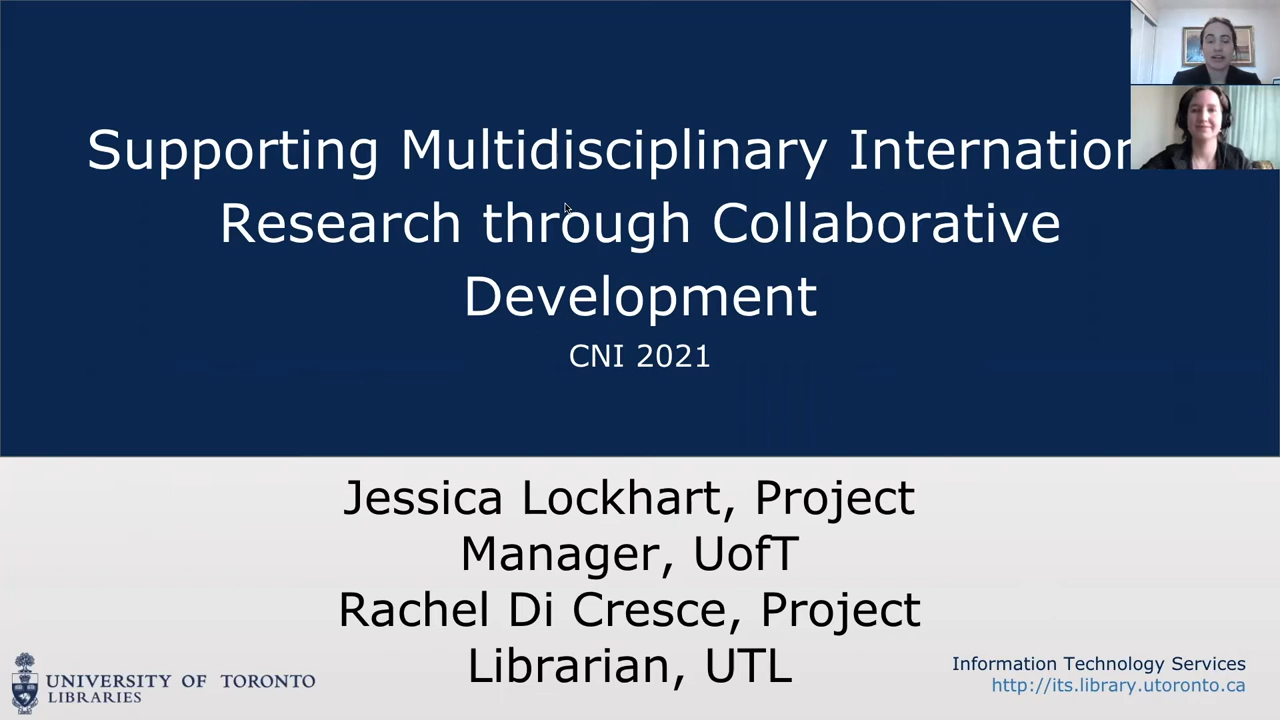 Supporting Multidisciplinary Internation
Research through Collaborative
Development
CNI 2021
Jessica Lockhart, Project
Manager, UofT
Rachel Di Cresce, Project
Librarian, UTL
UNIVERSITY OF TORONTO
LIBRARIES
Information Technology Services
http://its.library.utoronto.ca